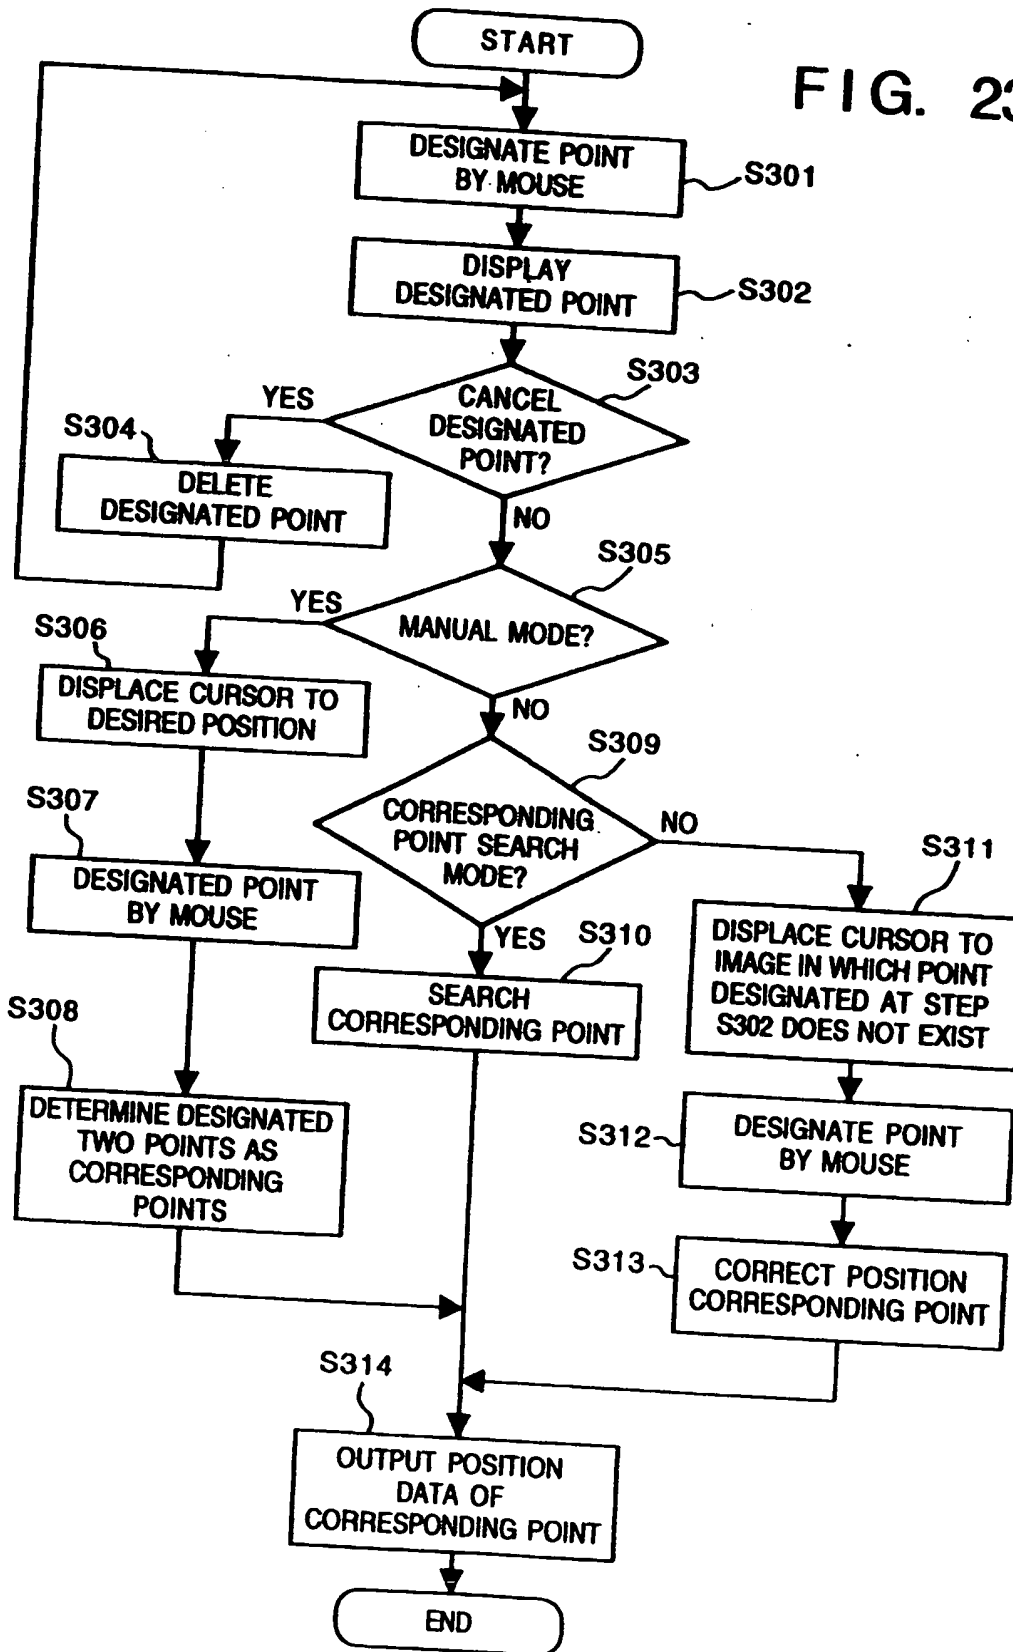 START
FIG. 23
DESIGNATE POINT
BY MOUSE
S301
DISPLAY
DESIGNATED POINT
S302
S303
YES
CANCEL
DESIGNATED
POINT?
S304
DELETE
DESIGNATED POINT
NO
S305
YES
MANUAL MODE?
S306
DISPLACE CURSOR TO
DESIRED POSITION
NO
S309
S307
CORRESPONDING
POINT SEARCH
MODE?
NO
S311
DESIGNATED POINT
BY MOUSE
YES
S310
DISPLACE CURSOR TO
IMAGE IN WHICH POINT
DESIGNATED AT STEP
S302 DOES NOT EXIST
SEARCH
CORRESPONDING POINT
S308
DETERMINE DESIGNATED
TWO POINTS AS
CORRESPONDING
POINTS
S312
DESIGNATE POINT
BY MOUSE
S313
CORRECT POSITION
CORRESPONDING POINT
S314
OUTPUT POSITION
DATA OF
CORRESPONDING POINT
END